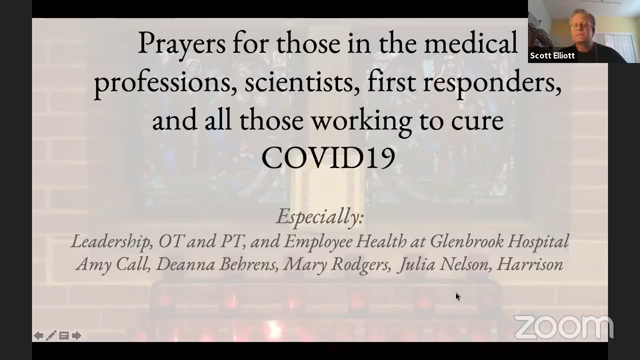 Prayers for those in the medical
professions, scientists, first responders,
and all those working to cure
COVID19
Especially:
Leadership, OT and PT, and Employee Health at Glenbrook Hospital
Amy Call, Deanna Behrens, Mary Rodgers, Julia Nelson, Harrison
Scott Elliott
zoom